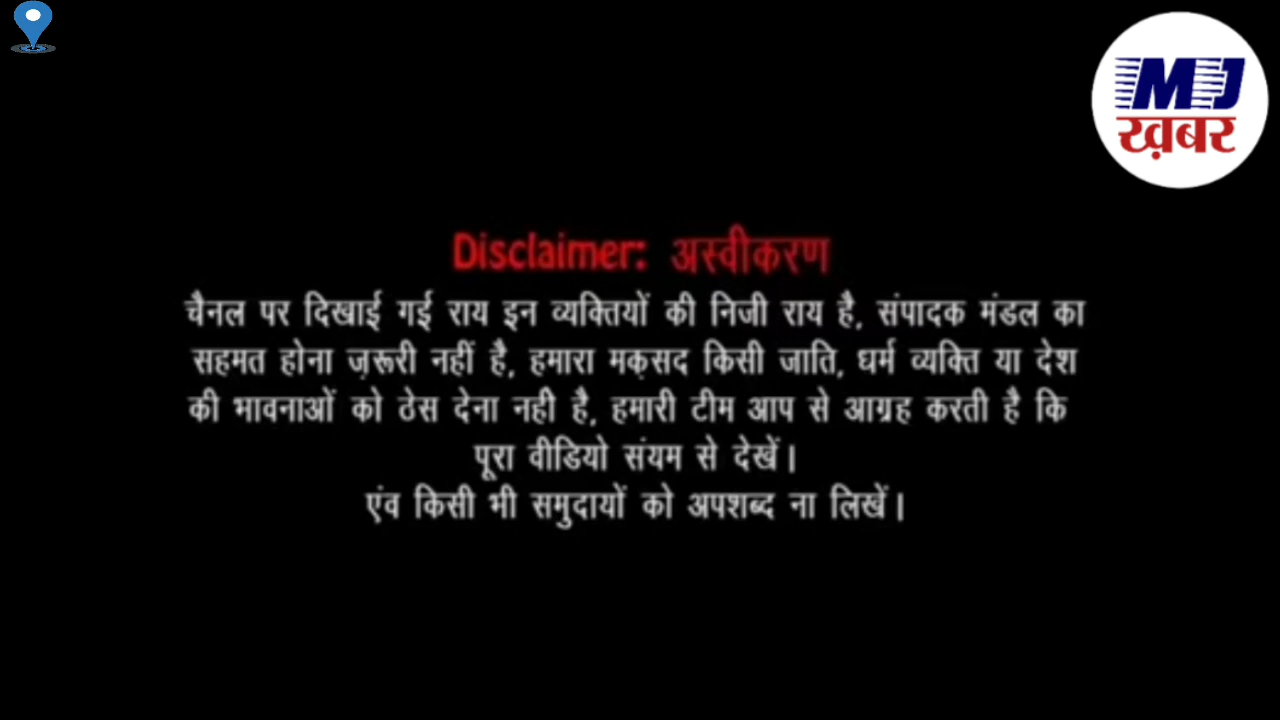 MJ
ख़बर
Disclaimer: अस्वीकरण
चैनल पर दिखाई गई राय इन व्यक्तियों की निजी राय है, संपादक मंडल का
सहमत होना ज़रूरी नहीं है, हमारा मक़सद किसी जाति, धर्म व्यक्ति या देश
की भावनाओं को ठेस देना नही है, हमारी टीम आप से आग्रह करती है कि
पूरा वीडियो संयम से देखें।
एंव किसी भी समुदायों को अपशब्द ना लिखें।